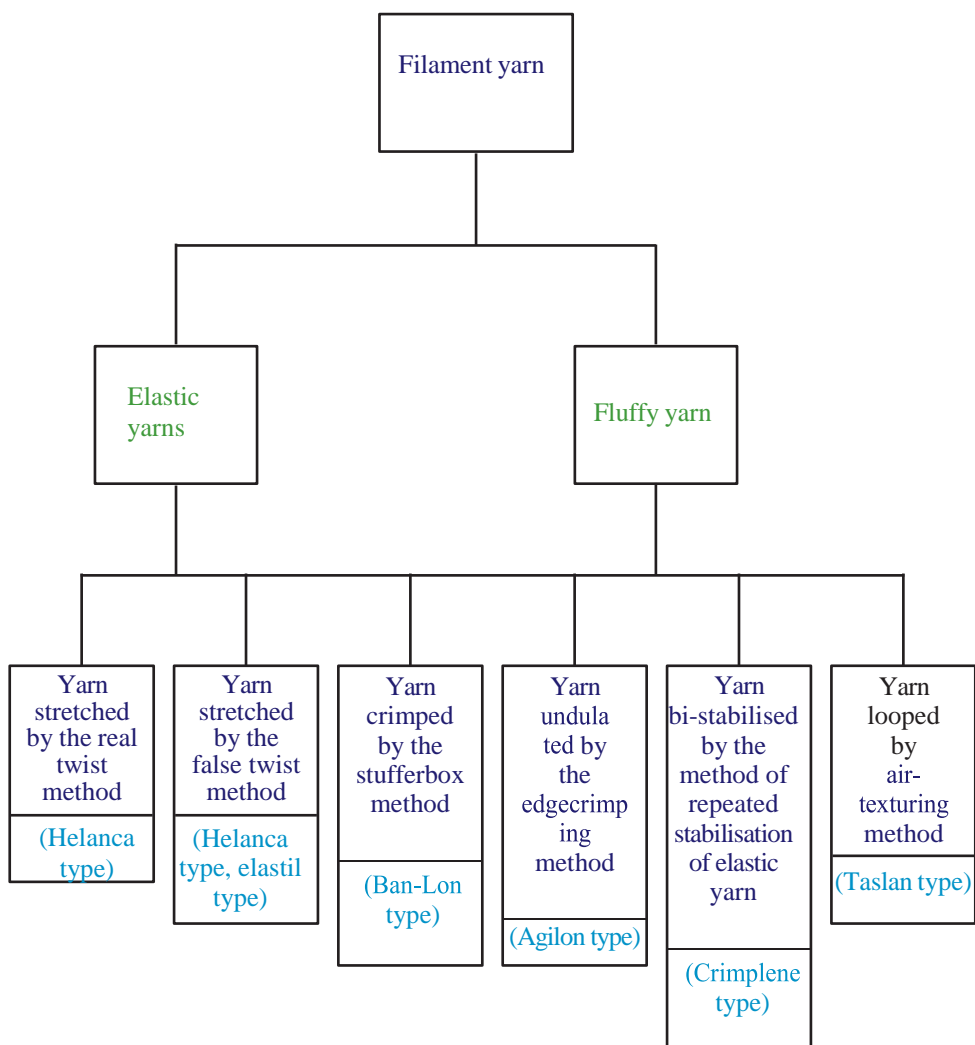 Filament yarn
Elastic
yarns
Fluffy yarn
Yarn
stretched
by the real
twist
method
(Helanca
type)
Yarn
stretched
by the
false twist
method
(Helanca
type, elastil
type)
Yarn
crimped
by the
stufferbox
method
(Ban-Lon
type)
Yarn
undula
ted by
the
edgecrimp
ing
method
(Agilon type)
Yarn
bi-stabilised
by the
method of
repeated
stabilisation
of elastic
yarn
(Crimplene
type)
Yarn
looped
by
air-
texturing
method
(Taslan type)